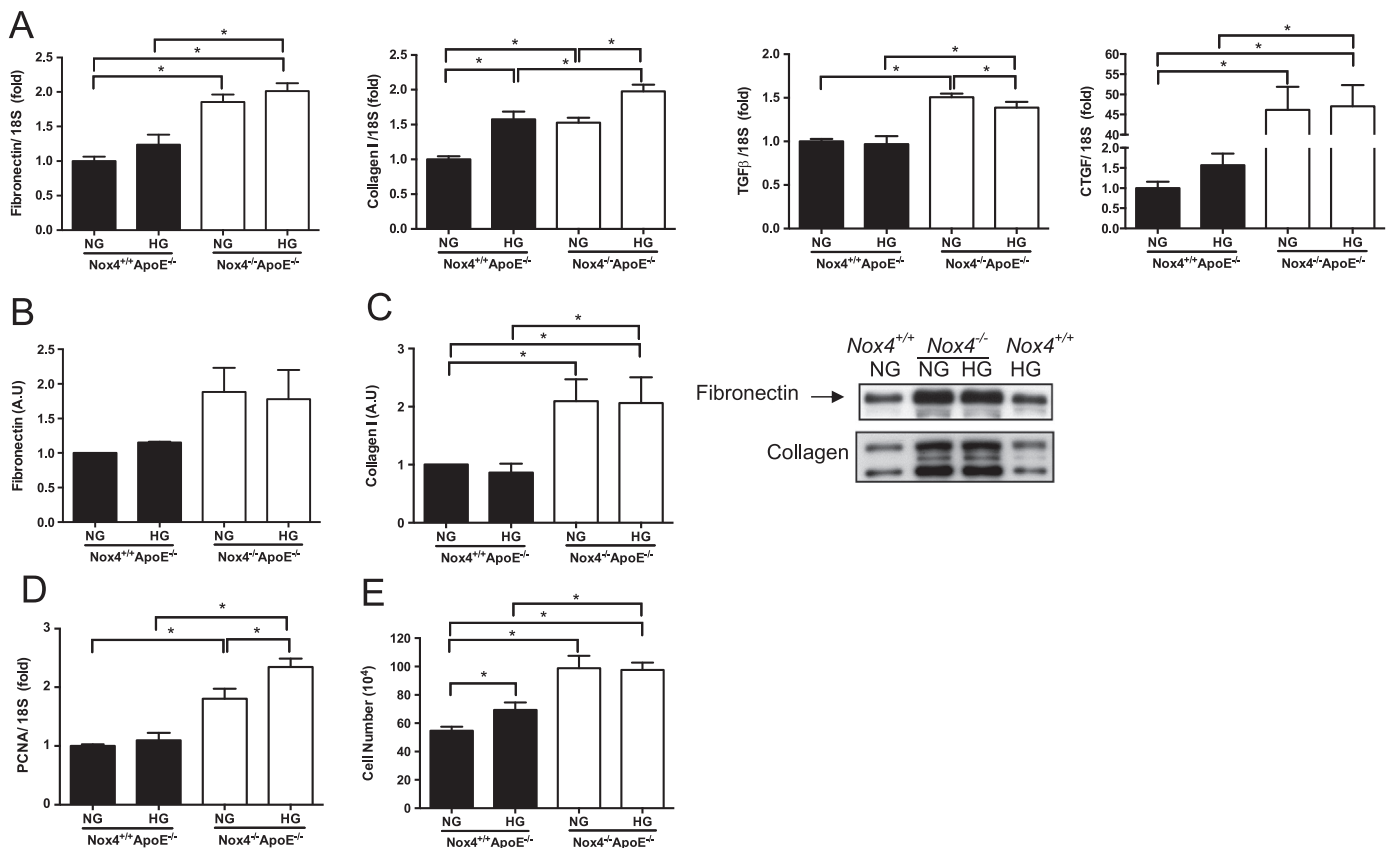 A
Fibronectin/ 18S (fold)
2.5
2.0
1.5
1.0
0.5
0.0
* * *
NG HG NG HG
Nox4+/+ApoE-/- Nox4-/-ApoE-/-
Collagen I /18S (fold)
2.5
2.0
1.5
1.0
0.5
0.0
* * * *
NG HG NG HG
Nox4+/+ApoE-/- Nox4-/-ApoE-/-
TGFβ /18S (fold)
2.0
1.5
1.0
0.5
0.0
* * *
NG HG NG HG
Nox4+/+ApoE-/- Nox4-/-ApoE-/-
CTGF/ 18S (fold)
60
55
50
45
40
2.0
1.5
1.0
0.5
0.0
* * *
NG HG NG HG
Nox4+/+ApoE-/- Nox4-/-ApoE-/-
B
Fibronectin (A.U)
2.5
2.0
1.5
1.0
0.5
0.0
NG HG NG HG
Nox4+/+ApoE-/- Nox4-/-ApoE-/-
C
Collagen I (A.U)
3
2
1
0
* * *
NG HG NG HG
Nox4+/+ApoE-/- Nox4-/-ApoE-/-
Nox4+/+ Nox4-/- Nox4+/+
NG NG HG HG
Fibronectin
Collagen
D
PCNA/ 18S (fold)
3
2
1
0
* * *
NG HG NG HG
Nox4+/+ApoE-/- Nox4-/-ApoE-/-
E
Cell Number (10⁴)
120
100
80
60
40
20
0
* * * *
NG HG NG HG
Nox4+/+ApoE-/- Nox4-/-ApoE-/-